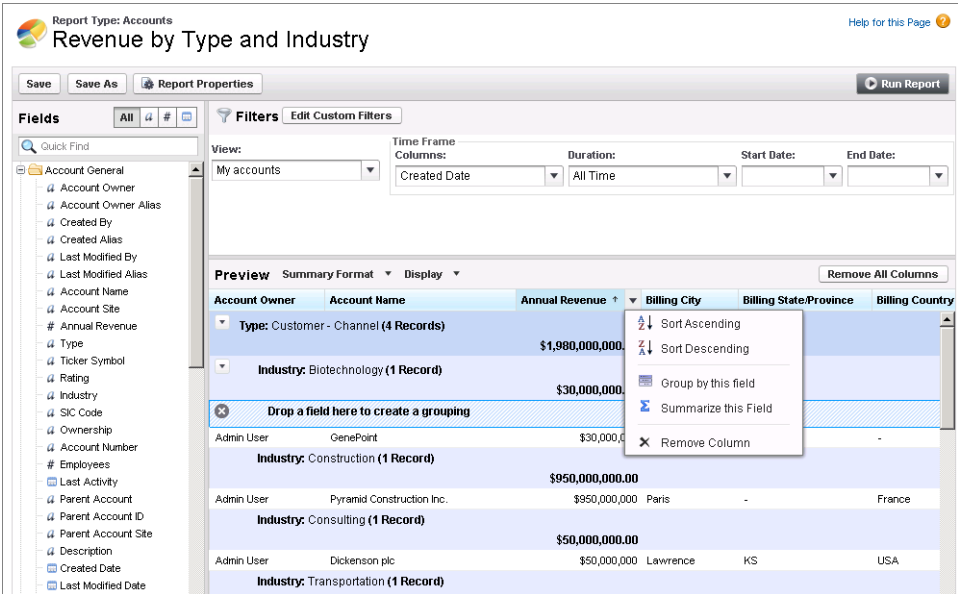 Report Type: Accounts
Help for this Page
Revenue by Type and Industry
Save
Save As
Report Properties
Run Report
Fields
All
a
#
Filters
Edit Custom Filters
Quick Find
View:
My accounts
Time Frame
Columns:
Duration:
Start Date:
End Date:
Created Date
All Time
Account General
a Account Owner
a Account Owner Alias
a Created By
a Created Alias
a Last Modified By
a Last Modified Alias
a Account Name
a Account Site
# Annual Revenue
a Type
a Ticker Symbol
a Rating
a Industry
a SIC Code
a Ownership
a Account Number
# Employees
Last Activity
a Parent Account
a Parent Account ID
a Parent Account Site
a Description
Created Date
Last Modified Date
Preview
Summary Format
Display
Remove All Columns
Account Owner
Account Name
Annual Revenue ↑
Billing City
Billing State/Province
Billing Country
Type: Customer - Channel (4 Records)
$1,980,000,000.
Industry: Biotechnology (1 Record)
$30,000,000.
Drop a field here to create a grouping
Admin User GenePoint $30,000,0 -
Industry: Construction (1 Record)
$950,000,000.00
Admin User Pyramid Construction Inc. $950,000,000 Paris - France
Industry: Consulting (1 Record)
$50,000,000.00
Admin User Dickenson plc $50,000,000 Lawrence KS USA
Industry: Transportation (1 Record)
Sort Ascending
Sort Descending
Group by this field
Summarize this Field
Remove Column